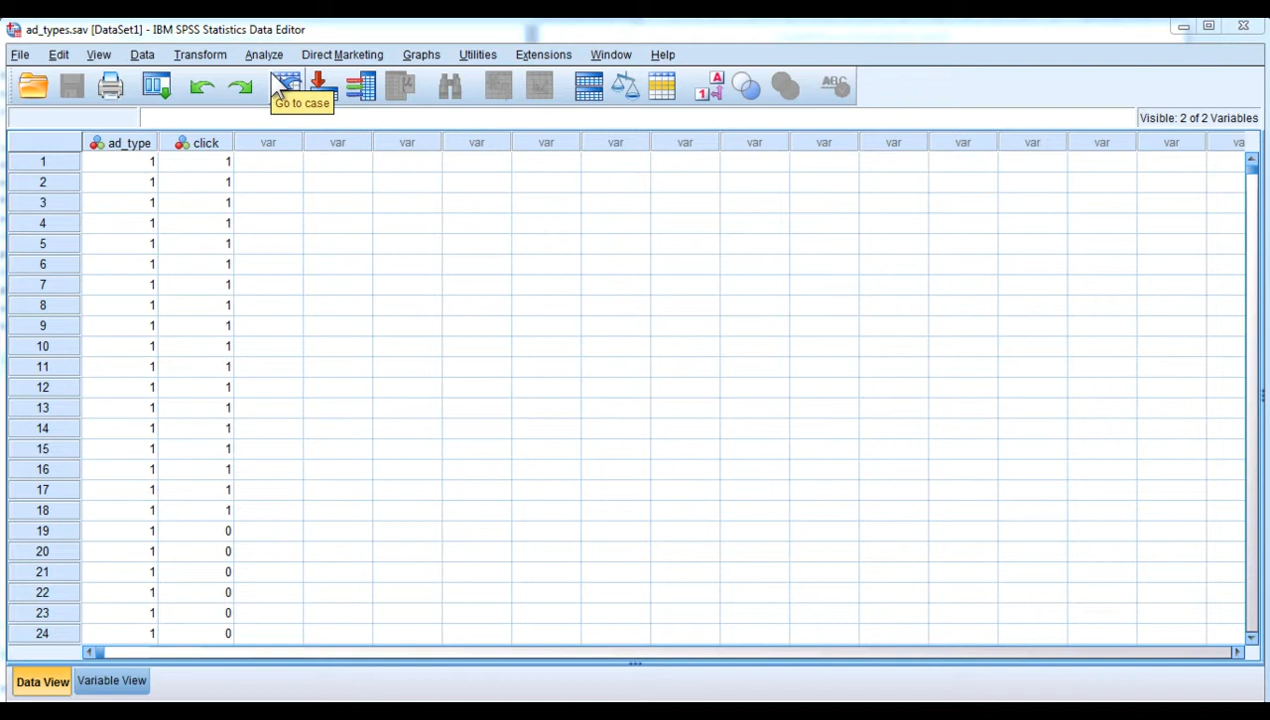 ad_types.sav [DataSet1] - IBM SPSS Statistics Data Editor
File Edit View Data Transform Analyze Direct Marketing Graphs Utilities Extensions Window Help
A
1
ABC
Go to case
Visible: 2 of 2 Variables
ad_type click var var var var var var var var var var var var var var va
1 1 1
2 1 1
3 1 1
4 1 1
5 1 1
6 1 1
7 1 1
8 1 1
9 1 1
10 1 1
11 1 1
12 1 1
13 1 1
14 1 1
15 1 1
16 1 1
17 1 1
18 1 1
19 1 0
20 1 0
21 1 0
22 1 0
23 1 0
24 1 0
Data View Variable View